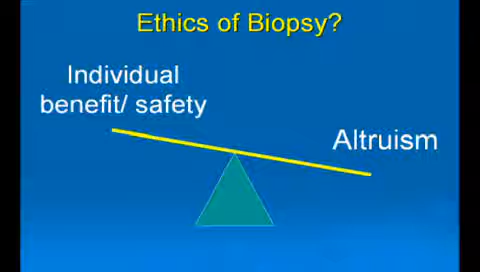 Ethics of Biopsy?
Individual
benefit/ safety
Altruism